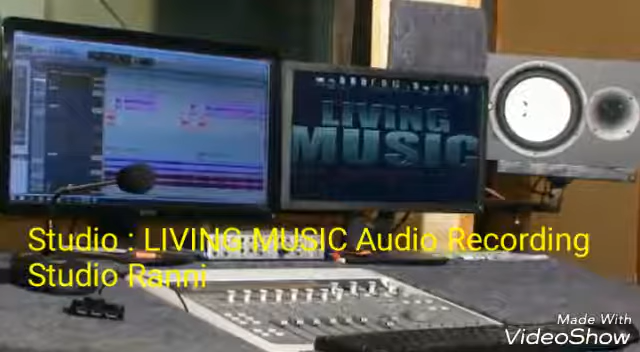 LIVING
MUSIC
Studio : LIVING MUSIC Audio Recording
Studio Ranni
Made With
VideoShow